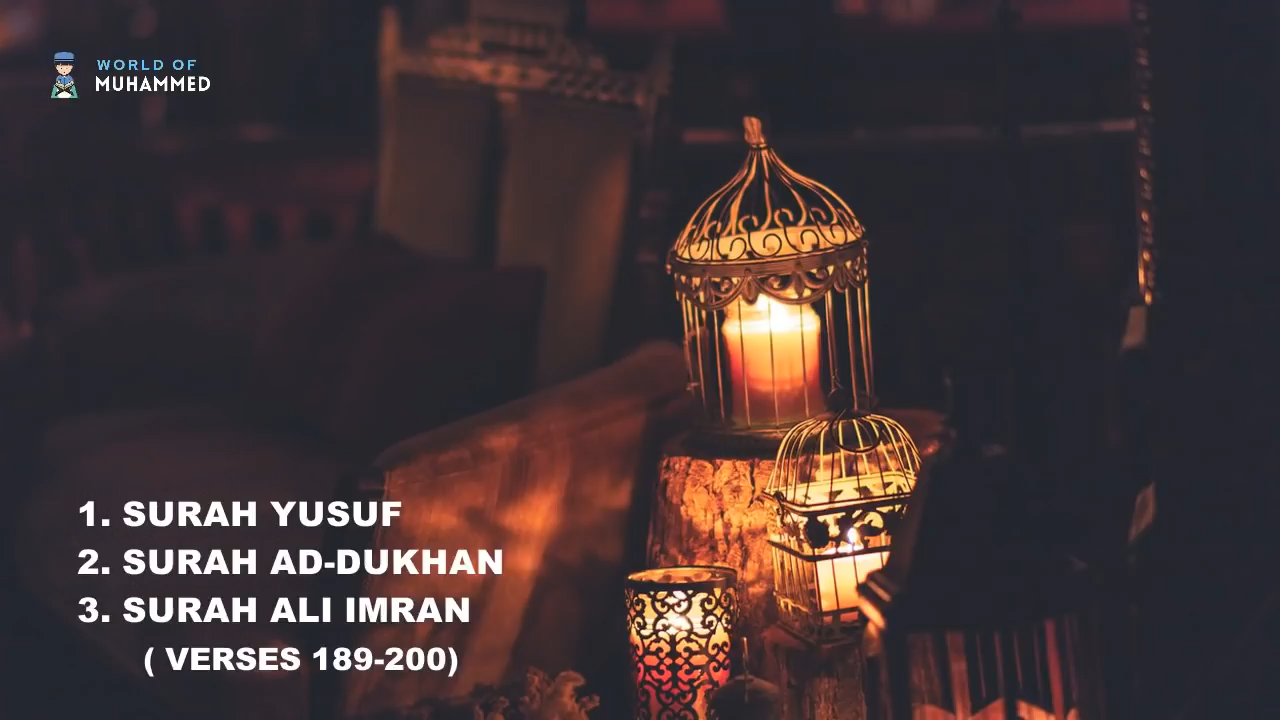 WORLD OF
MUHAMMED
1. SURAH YUSUF
2. SURAH AD-DUKHAN
3. SURAH ALI IMRAN
( VERSES 189-200)